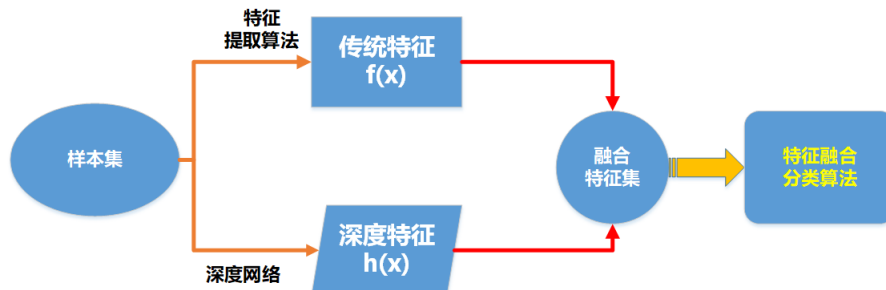 特征
提取算法
传统特征
f(x)
样本集
融合
特征集
特征融合
分类算法
深度特征
h(x)
深度网络